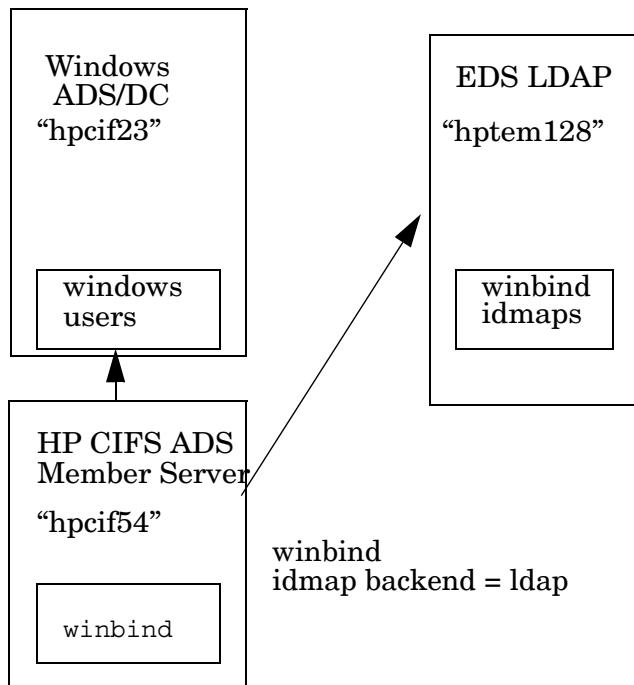 Windows
ADS/DC
“hpcif23”
windows
users
EDS LDAP
“hptem128”
winbind
idmaps
HP CIFS ADS
Member Server
“hpcif54”
winbind
winbind
idmap backend = ldap